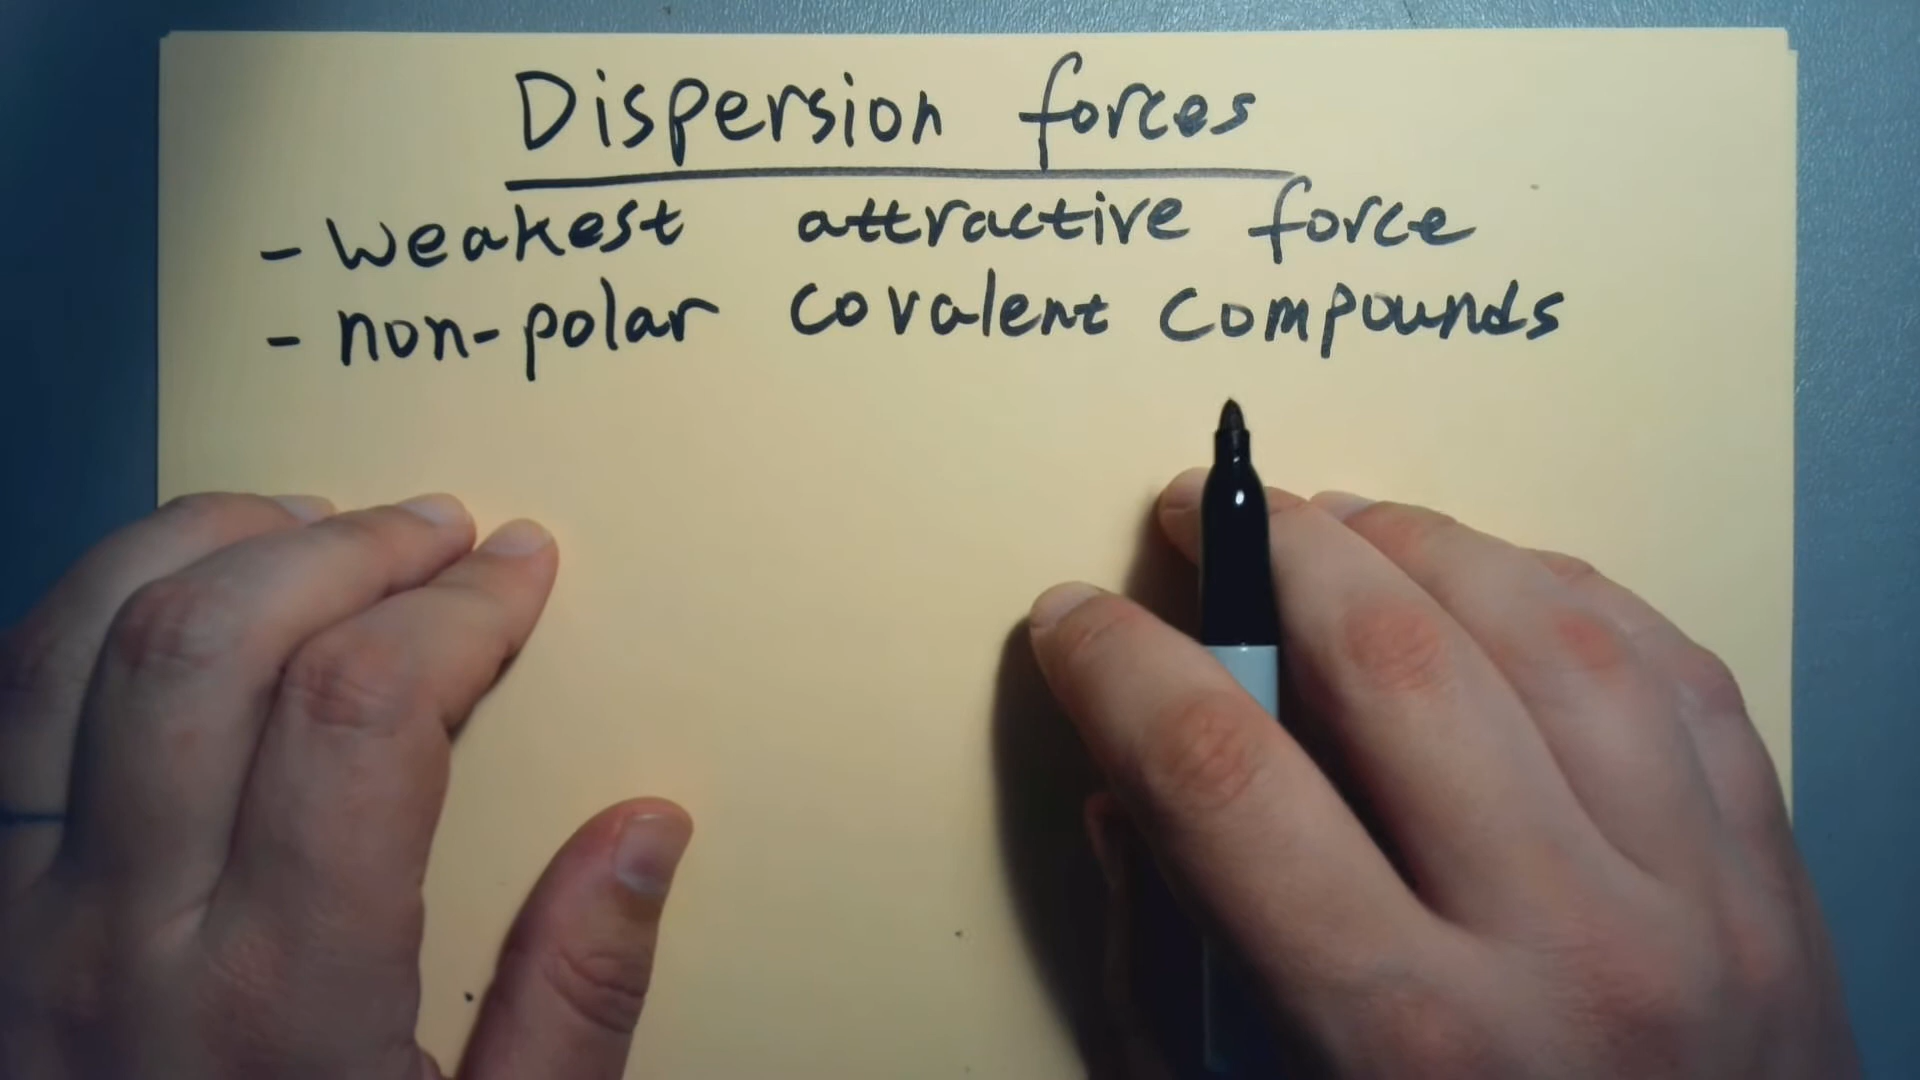 Dispersion forces
- weakest attractive force
- non-polar covalent compounds